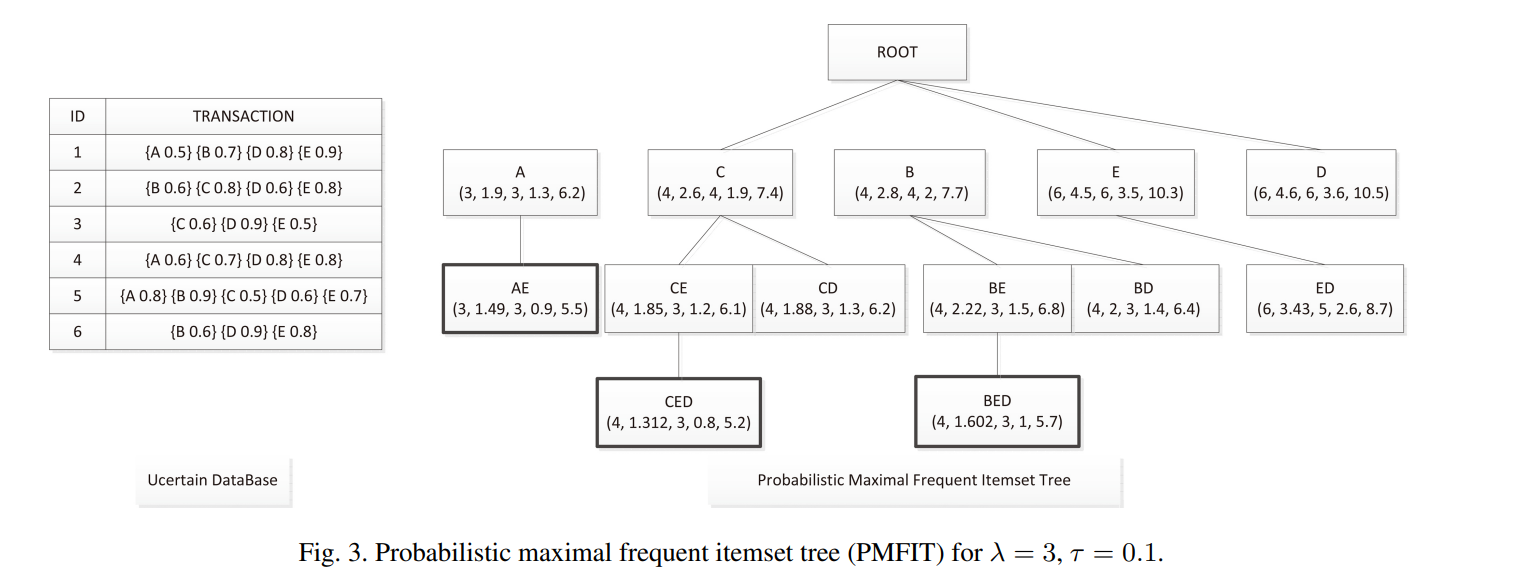 ROOT
ID TRANSACTION
1 {A 0.5} {B 0.7} {D 0.8} {E 0.9}
2 {B 0.6} {C 0.8} {D 0.6} {E 0.8}
3 {C 0.6} {D 0.9} {E 0.5}
4 {A 0.6} {C 0.7} {D 0.8} {E 0.8}
5 {A 0.8} {B 0.9} {C 0.5} {D 0.6} {E 0.7}
6 {B 0.6} {D 0.9} {E 0.8}
A
(3, 1.9, 3, 1.3, 6.2)
C
(4, 2.6, 4, 1.9, 7.4)
B
(4, 2.8, 4, 2, 7.7)
E
(6, 4.5, 6, 3.5, 10.3)
D
(6, 4.6, 6, 3.6, 10.5)
AE
(3, 1.49, 3, 0.9, 5.5)
CE
(4, 1.85, 3, 1.2, 6.1)
CD
(4, 1.88, 3, 1.3, 6.2)
BE
(4, 2.22, 3, 1.5, 6.8)
BD
(4, 2, 3, 1.4, 6.4)
ED
(6, 3.43, 5, 2.6, 8.7)
CED
(4, 1.312, 3, 0.8, 5.2)
BED
(4, 1.602, 3, 1, 5.7)
Ucertain DataBase
Probabilistic Maximal Frequent Itemset Tree
Fig. 3. Probabilistic maximal frequent itemset tree (PMFIT) for λ = 3, τ = 0.1.